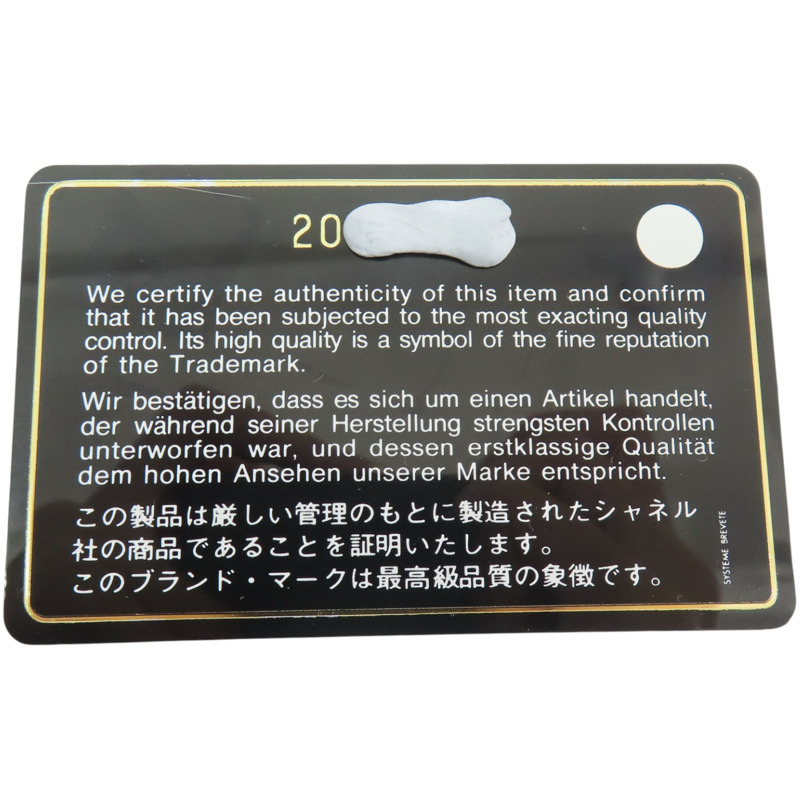 20
We certify the authenticity of this item and confirm
that it has been subjected to the most exacting quality
control. Its high quality is a symbol of the fine reputation
of the Trademark.
Wir bestätigen, dass es sich um einen Artikel handelt,
der während seiner Herstellung strengsten Kontrollen
unterworfen war, und dessen erstklassige Qualität
dem hohen Ansehen unserer Marke entspricht.
この製品は厳しい管理のもとに製造されたシャネル
社の商品であることを証明いたします。
このブランド・マークは最高級品質の象徴です。
SYSTEME BREVETE